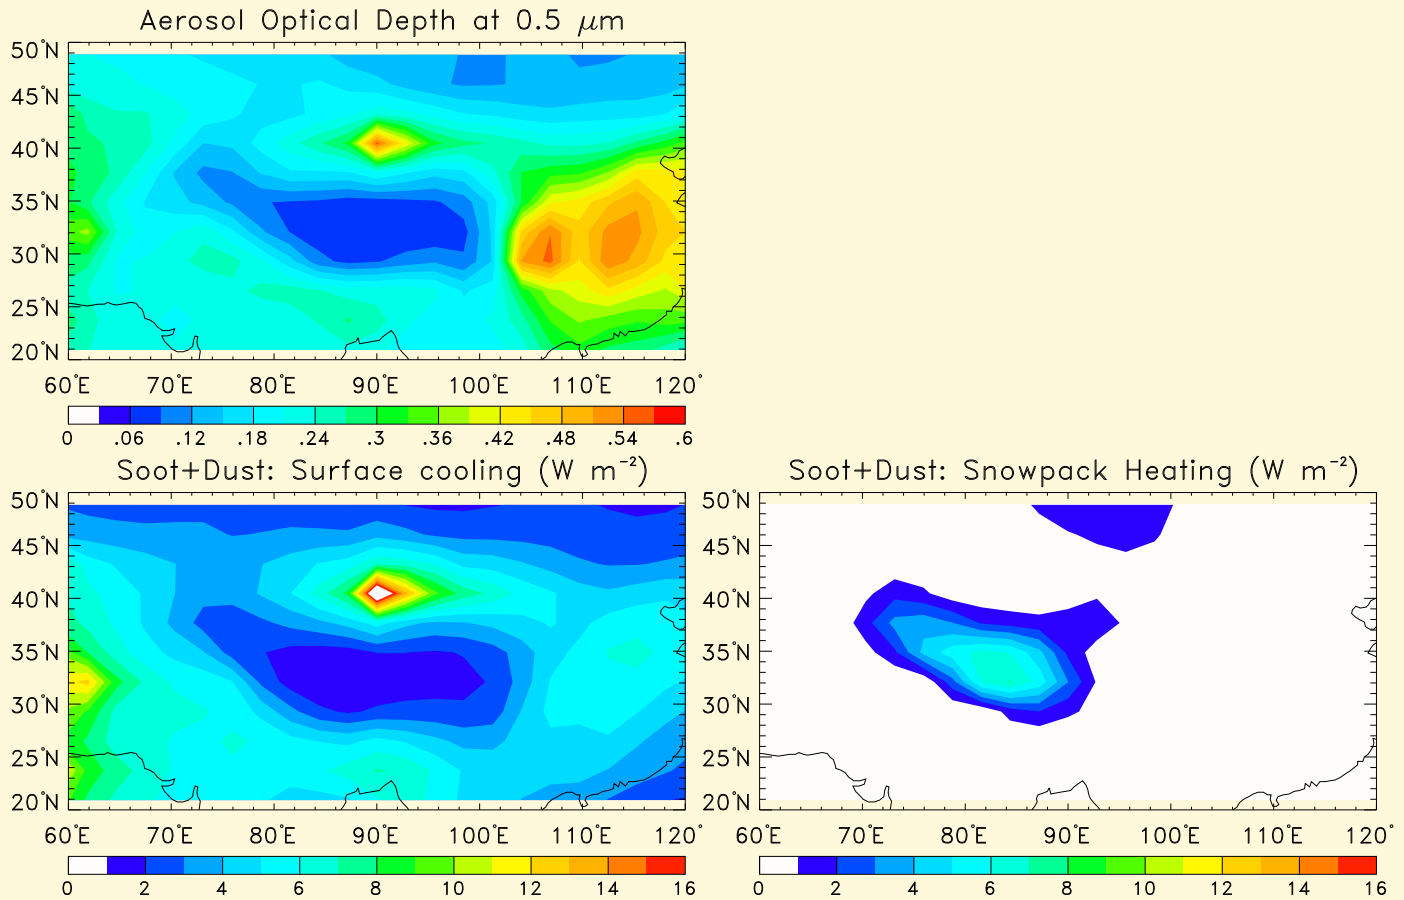 Aerosol Optical Depth at 0.5 μm
50°N
45°N
40°N
35°N
30°N
25°N
20°N
60°E 70°E 80°E 90°E 100°E 110°E 120°
0 .06 .12 .18 .24 .3 .36 .42 .48 .54 .6
Soot+Dust: Surface cooling (W m⁻²)
50°N
45°N
40°N
35°N
30°N
25°N
20°N
60°E 70°E 80°E 90°E 100°E 110°E 120°
0 2 4 6 8 10 12 14 16
Soot+Dust: Snowpack Heating (W m⁻²)
50°N
45°N
40°N
35°N
30°N
25°N
20°N
60°E 70°E 80°E 90°E 100°E 110°E 120°
0 2 4 6 8 10 12 14 16